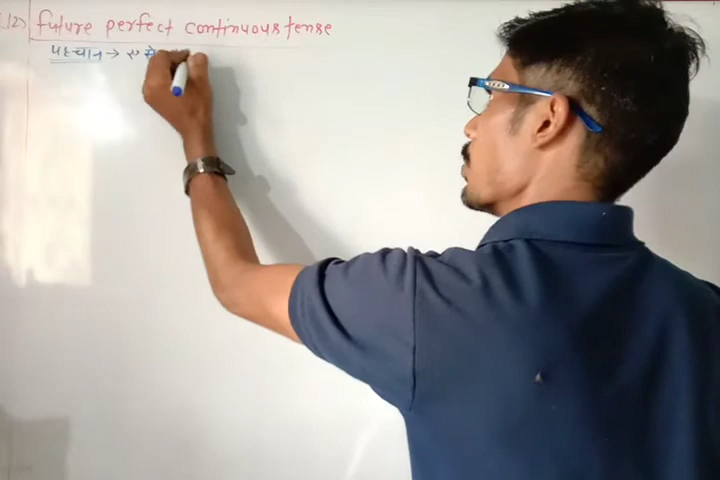 12) future perfect continuous tense
पहचान → से